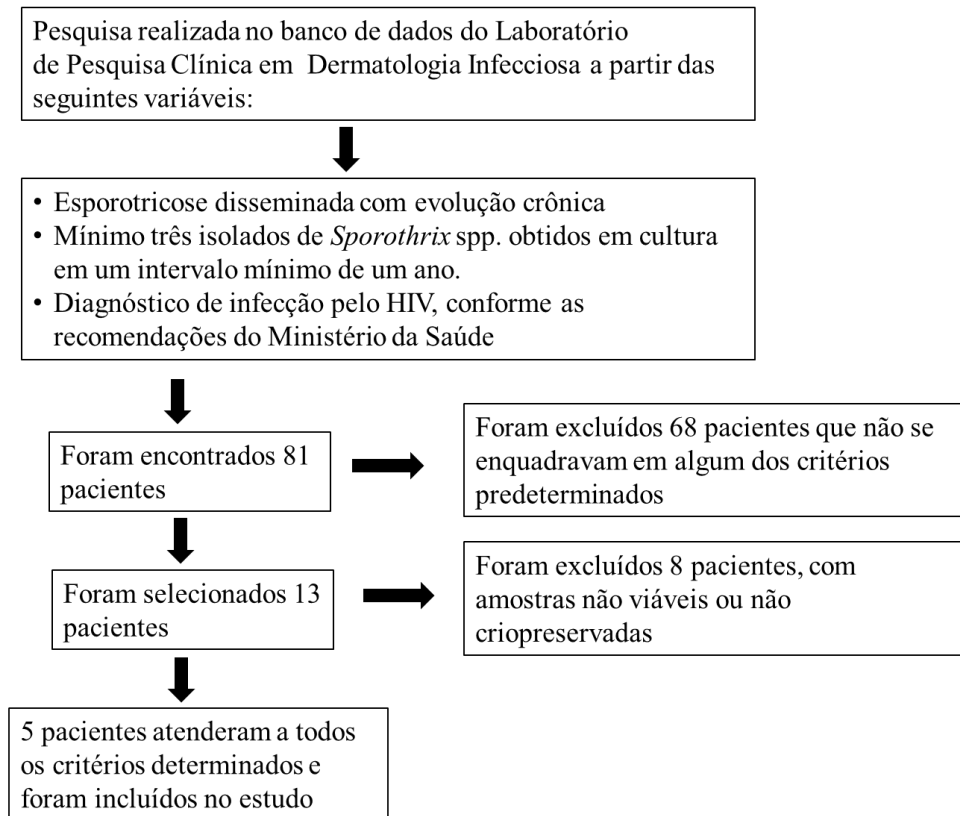 Pesquisa realizada no banco de dados do Laboratório
de Pesquisa Clínica em Dermatologia Infecciosa a partir das
seguintes variáveis:
• Esporotricose disseminada com evolução crônica
• Mínimo três isolados de Sporothrix spp. obtidos em cultura
em um intervalo mínimo de um ano.
• Diagnóstico de infecção pelo HIV, conforme as
recomendações do Ministério da Saúde
Foram encontrados 81
pacientes
Foram excluídos 68 pacientes que não se
enquadravam em algum dos critérios
predeterminados
Foram selecionados 13
pacientes
Foram excluídos 8 pacientes, com
amostras não viáveis ou não
criopreservadas
5 pacientes atenderam a todos
os critérios determinados e
foram incluídos no estudo